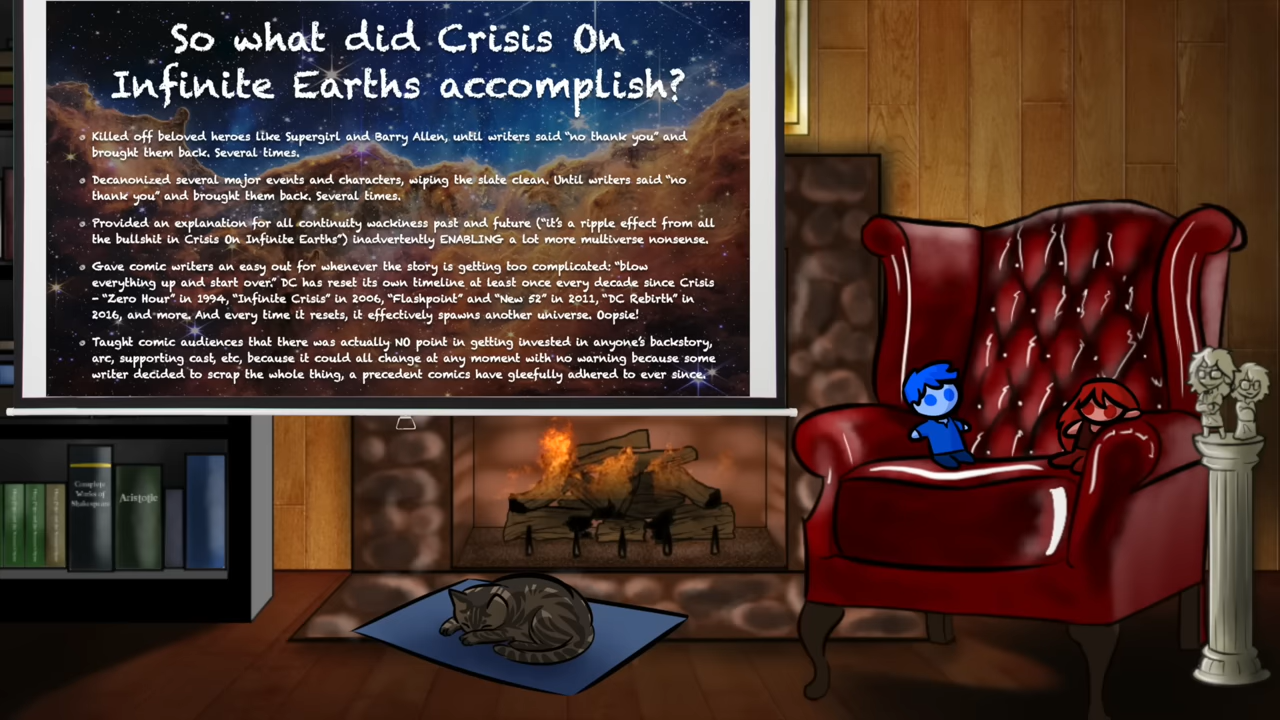 So what did Crisis On
Infinite Earths accomplish?
Killed off beloved heroes like Supergirl and Barry Allen, until writers said “no thank you” and
brought them back. Several times.
Decanonized several major events and characters, wiping the slate clean. Until writers said “no
thank you” and brought them back. Several times.
Provided an explanation for all continuity wackiness past and future (“it’s a ripple effect from all
the bullshit in Crisis On Infinite Earths”) inadvertently ENABLING a lot more multiverse nonsense.
Gave comic writers an easy out for whenever the story is getting too complicated: “blow
everything up and start over.” DC has reset its own timeline at least once every decade since Crisis
– “Zero Hour” in 1994, “Infinite Crisis” in 2006, “Flashpoint” and “New 52” in 2011, “DC Rebirth” in
2016, and more. And every time it resets, it effectively spawns another universe. Oopsie!
Taught comic audiences that there was actually NO point in getting invested in anyone’s backstory,
arc, supporting cast, etc, because it could all change at any moment with no warning because some
writer decided to scrap the whole thing, a precedent comics have gleefully adhered to ever since.
Complete
Works of
Shakespeare
Aristotle